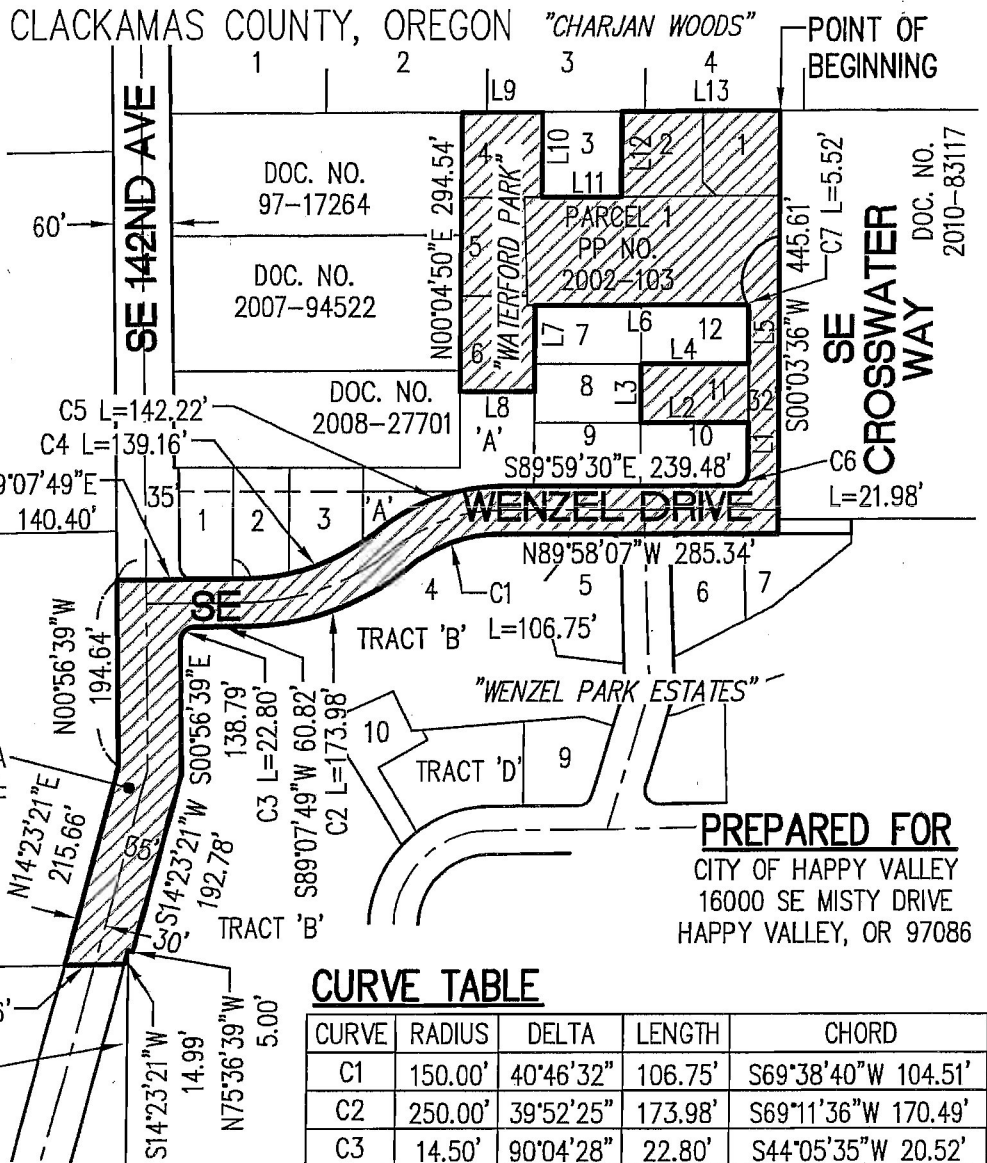 CLACKAMAS COUNTY, OREGON
"CHARJAN WOODS"
POINT OF
BEGINNING
1
2
3
4
L9
L13
SE 142ND AVE
60'
DOC. NO.
97-17264
DOC. NO.
2007-94522
DOC. NO.
2008-27701
N00°04'50"E 294.54'
4
5
6
"WATERFORD PARK"
L10
3
L11
L12
2
1
PARCEL 1
PP NO.
2002-103
L7
7
L6
12
L4
8
L3
11
L2
9
10
L8
'A'
L5
32
L1
S00°03'36"W 445.61'
C7 L=5.52'
SE
CROSSWATER
WAY
DOC. NO.
2010-83117
C6
L=21.98'
C5 L=142.22'
C4 L=139.16'
9°07'49"E
140.40'
35'
1
2
3
'A'
S89°59'30"E, 239.48'
SE WENZEL DRIVE
N89°58'07"W 285.34'
4
C1
L=106.75'
5
6
7
TRACT 'B'
"WENZEL PARK ESTATES"
N00°56'39"W
194.64'
S00°56'39"E
138.79'
C3 L=22.80'
S89°07'49"W 60.82'
C2 L=173.98'
10
TRACT 'D'
9
A
E
N14°23'21"E
215.66'
S14°23'21"W
192.78'
30'
TRACT 'B'
S14°23'21"W
14.99'
N75°36'39"W
5.00'
PREPARED FOR
CITY OF HAPPY VALLEY
16000 SE MISTY DRIVE
HAPPY VALLEY, OR 97086
CURVE TABLE
CURVE RADIUS DELTA LENGTH CHORD
C1 150.00' 40°46'32" 106.75' S69°38'40"W 104.51'
C2 250.00' 39°52'25" 173.98' S69°11'36"W 170.49'
C3 14.50' 90°04'28" 22.80' S44°05'35"W 20.52'